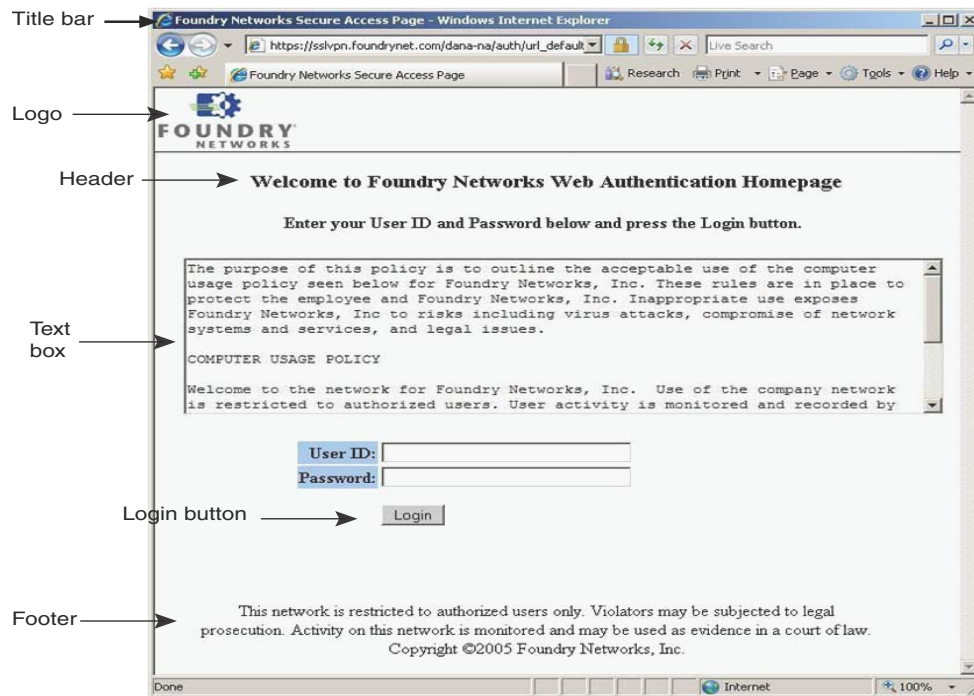 Title bar
Foundry Networks Secure Access Page - Windows Internet Explorer
https://sslvpn.foundrynet.com/dana-na/auth/url_default
Live Search
Foundry Networks Secure Access Page
Research Print Page Tools Help
Logo
FOUNDRY
NETWORKS
Header
Welcome to Foundry Networks Web Authentication Homepage
Enter your User ID and Password below and press the Login button.
Text
box
The purpose of this policy is to outline the acceptable use of the computer
usage policy seen below for Foundry Networks, Inc. These rules are in place to
protect the employee and Foundry Networks, Inc. Inappropriate use exposes
Foundry Networks, Inc to risks including virus attacks, compromise of network
systems and services, and legal issues.
COMPUTER USAGE POLICY
Welcome to the network for Foundry Networks, Inc.  Use of the company network
is restricted to authorized users. User activity is monitored and recorded by
User ID:
Password:
Login button
Login
Footer
This network is restricted to authorized users only. Violators may be subjected to legal
prosecution. Activity on this network is monitored and may be used as evidence in a court of law.
Copyright ©2005 Foundry Networks, Inc.
Done
Internet
100%